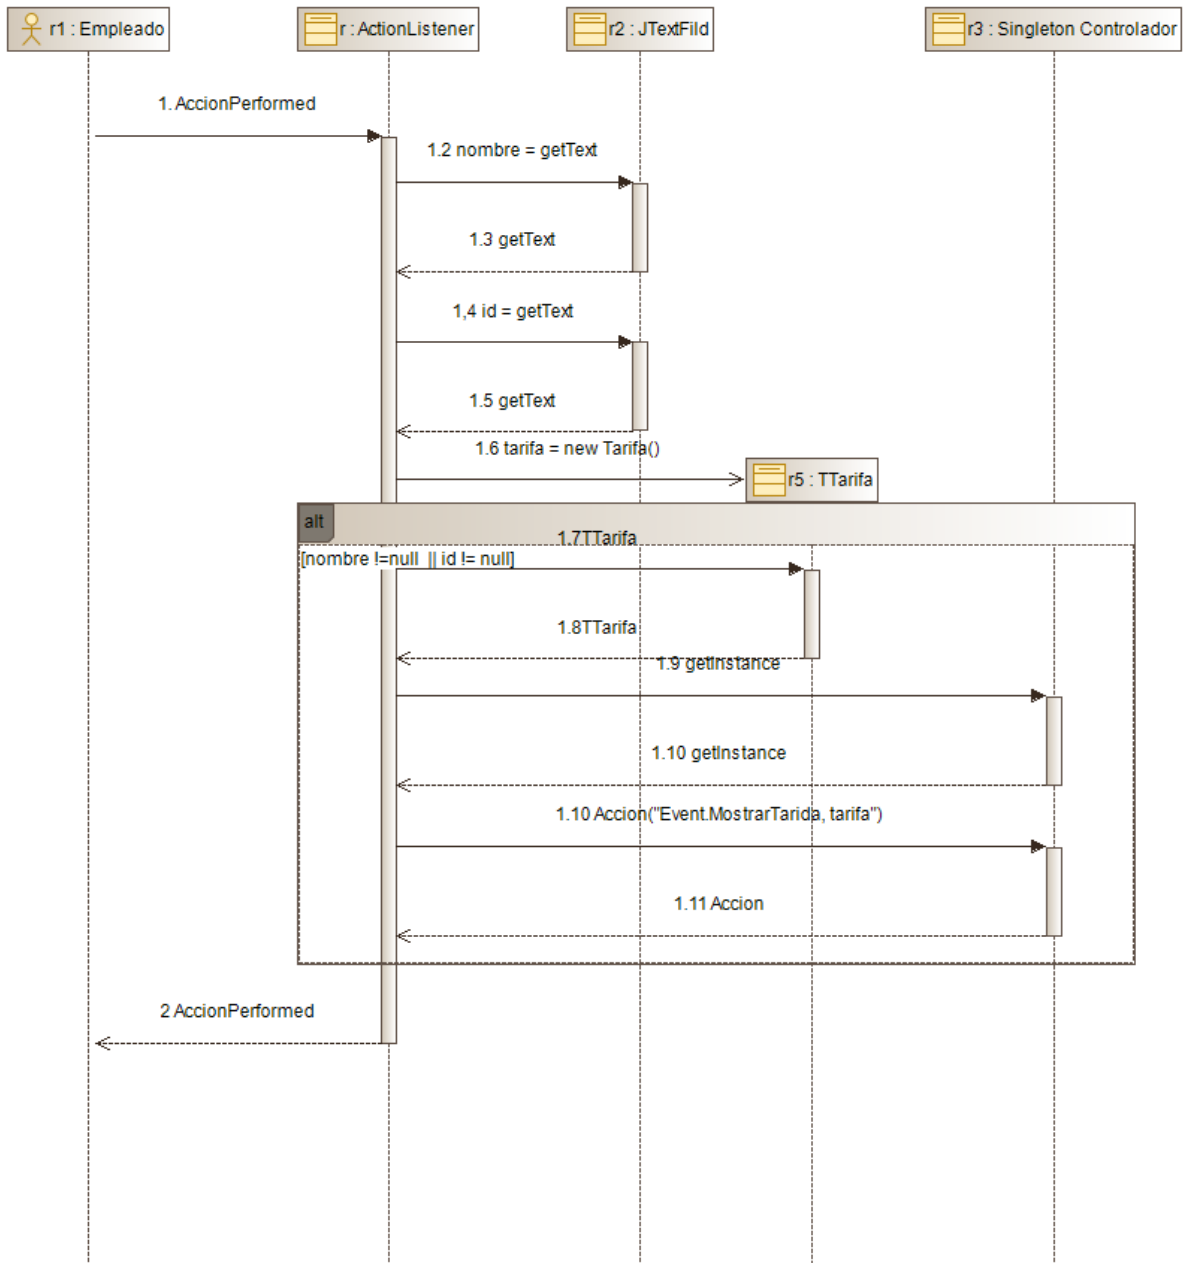 r1 : Empleado
r : ActionListener
r2 : JTextFild
r3 : Singleton Controlador
1. AccionPerformed
1.2 nombre = getText
1.3 getText
1,4 id = getText
1.5 getText
1.6 tarifa = new Tarifa()
r5 : TTarifa
alt
1.7TTarifa
[nombre !=null || id != null]
1.8TTarifa
1.9 getInstance
1.10 getInstance
1.10 Accion("Event.MostrarTarida, tarifa")
1.11 Accion
2 AccionPerformed